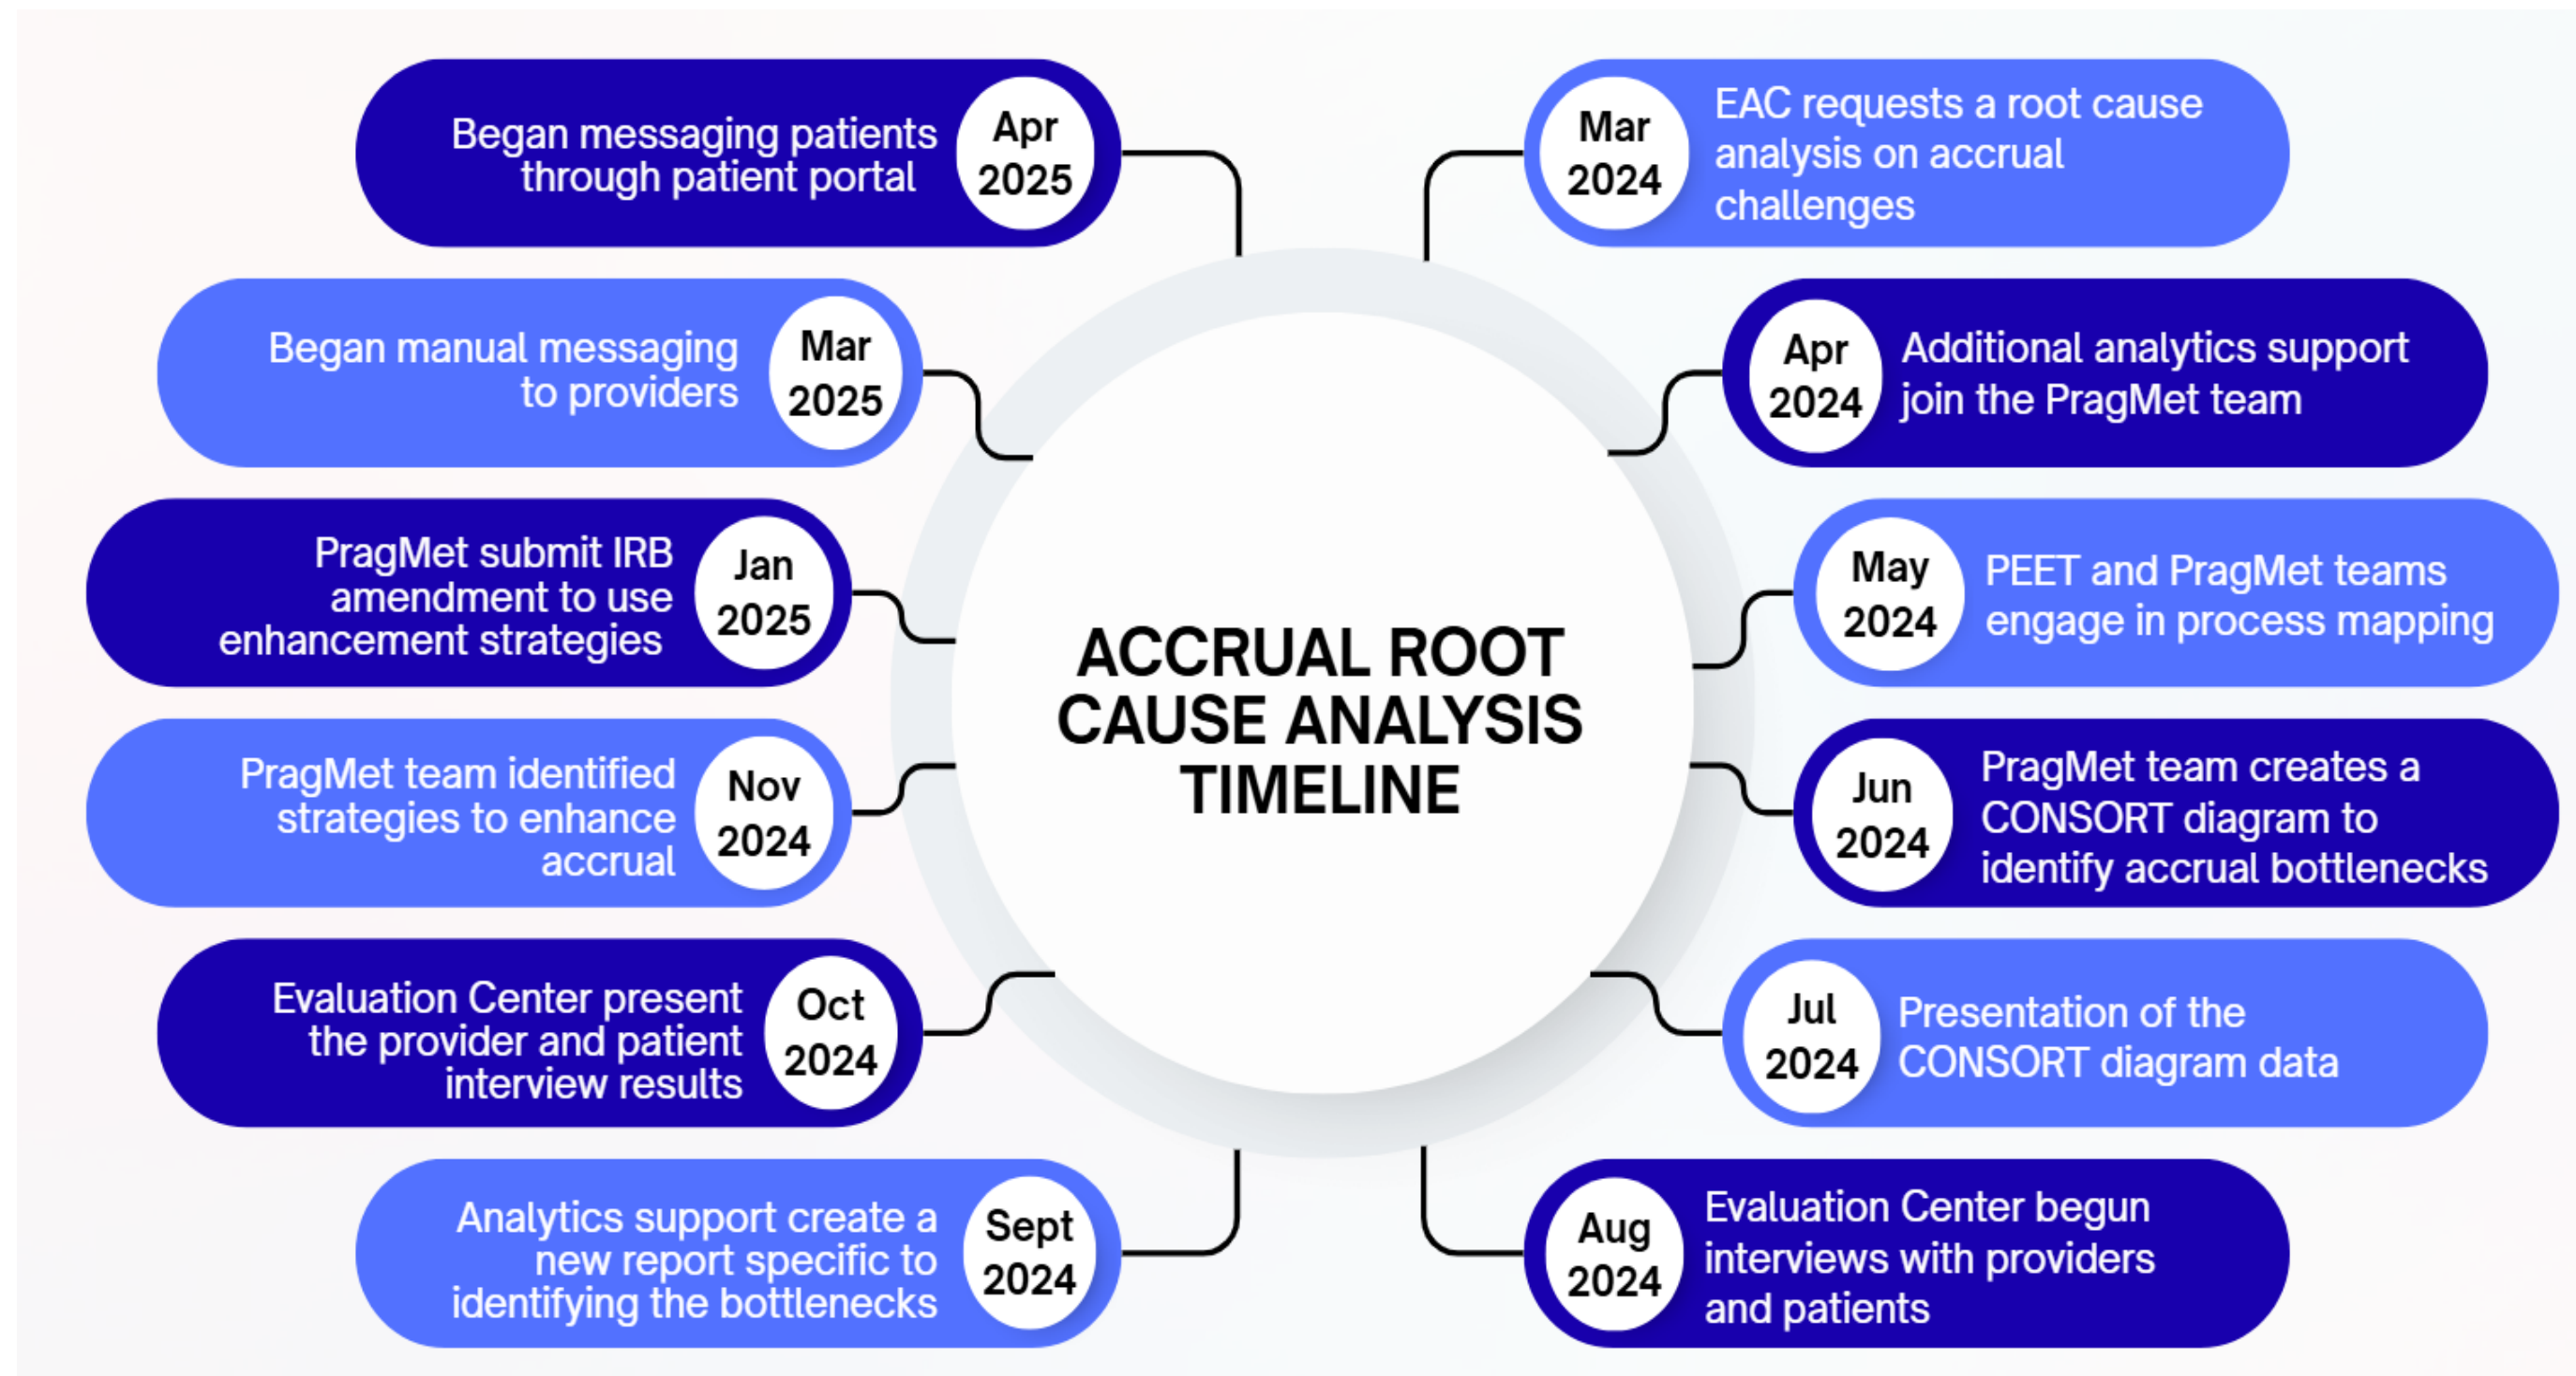 ACCRUAL ROOT
CAUSE ANALYSIS
TIMELINE
Mar
2024
EAC requests a root cause
analysis on accrual
challenges
Apr
2024
Additional analytics support
join the PragMet team
May
2024
PEET and PragMet teams
engage in process mapping
Jun
2024
PragMet team creates a
CONSORT diagram to
identify accrual bottlenecks
Jul
2024
Presentation of the
CONSORT diagram data
Aug
2024
Evaluation Center begun
interviews with providers
and patients
Sept
2024
Analytics support create a
new report specific to
identifying the bottlenecks
Oct
2024
Evaluation Center present
the provider and patient
interview results
Nov
2024
PragMet team identified
strategies to enhance
accrual
Jan
2025
PragMet submit IRB
amendment to use
enhancement strategies
Mar
2025
Began manual messaging
to providers
Apr
2025
Began messaging patients
through patient portal